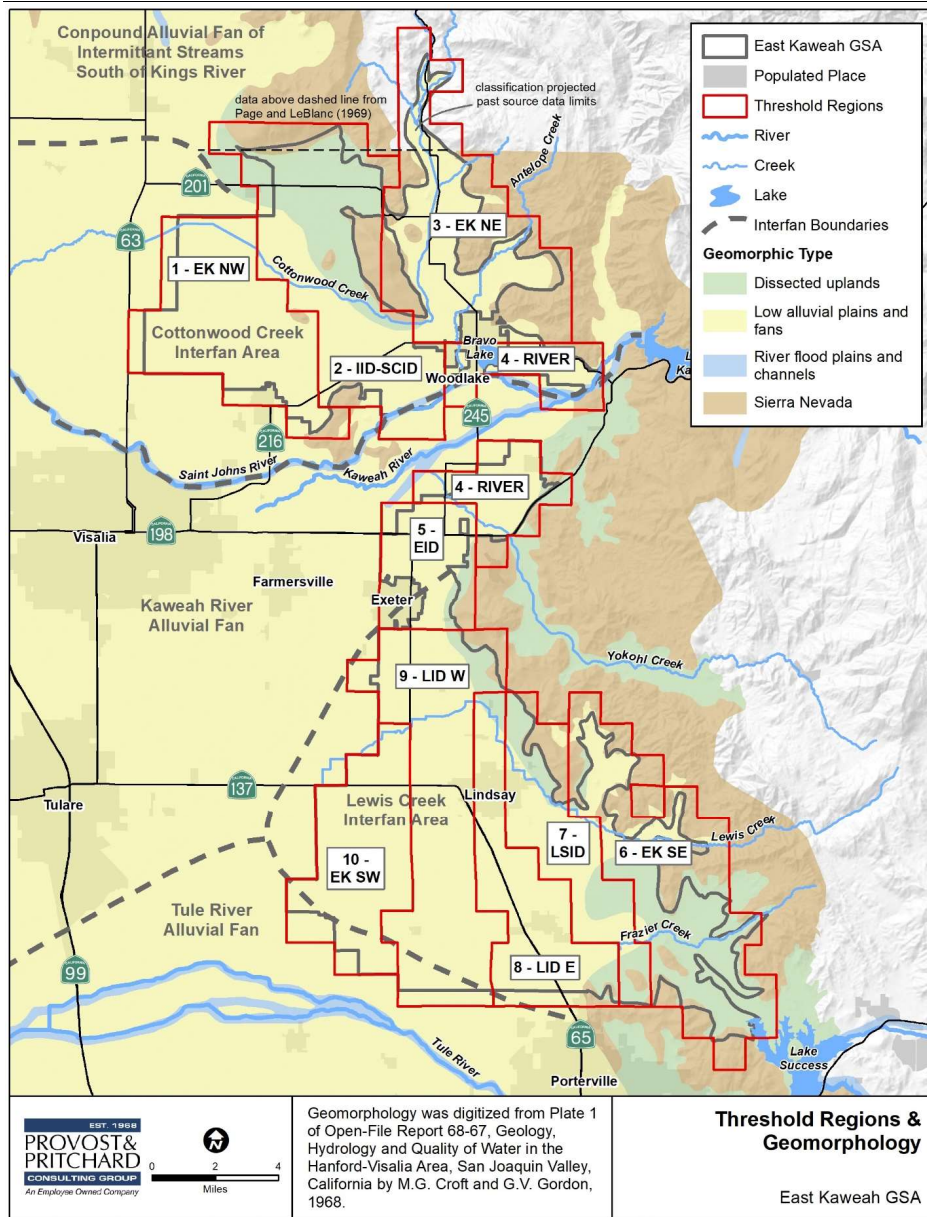 Conpound Alluvial Fan of
Intermittant Streams
South of Kings River
data above dashed line from
Page and LeBlanc (1969)
classification projected
past source data limits
Antelope Creek
East Kaweah GSA
Populated Place
Threshold Regions
River
Creek
Lake
Interfan Boundaries
Geomorphic Type
Dissected uplands
Low alluvial plains and
fans
River flood plains and
channels
Sierra Nevada
CALIFORNIA
201
CALIFORNIA
63
3 - EK NE
1 - EK NW
Cottonwood Creek
Cottonwood Creek
Interfan Area
Bravo
Lake
2 - IID-SCID
4 - RIVER
Woodlake
L
Ka
CALIFORNIA
245
CALIFORNIA
216
Saint Johns River
Kaweah River
4 - RIVER
CALIFORNIA
198
Visalia
5 -
EID
Farmersville
Exeter
Kaweah River
Alluvial Fan
Yokohl Creek
9 - LID W
CALIFORNIA
137
Tulare
Lindsay
Lewis Creek
Interfan Area
Lewis Creek
7 -
LSID
6 - EK SE
10 -
EK SW
Tule River
Alluvial Fan
Frazier Creek
8 - LID E
CALIFORNIA
99
CALIFORNIA
65
Tule River
Lake
Success
Porterville
EST. 1968
PROVOST&
PRITCHARD
CONSULTING GROUP
An Employee Owned Company
N
0 2 4
Miles
Geomorphology was digitized from Plate 1
of Open-File Report 68-67, Geology,
Hydrology and Quality of Water in the
Hanford-Visalia Area, San Joaquin Valley,
California by M.G. Croft and G.V. Gordon,
1968.
Threshold Regions &
Geomorphology
East Kaweah GSA